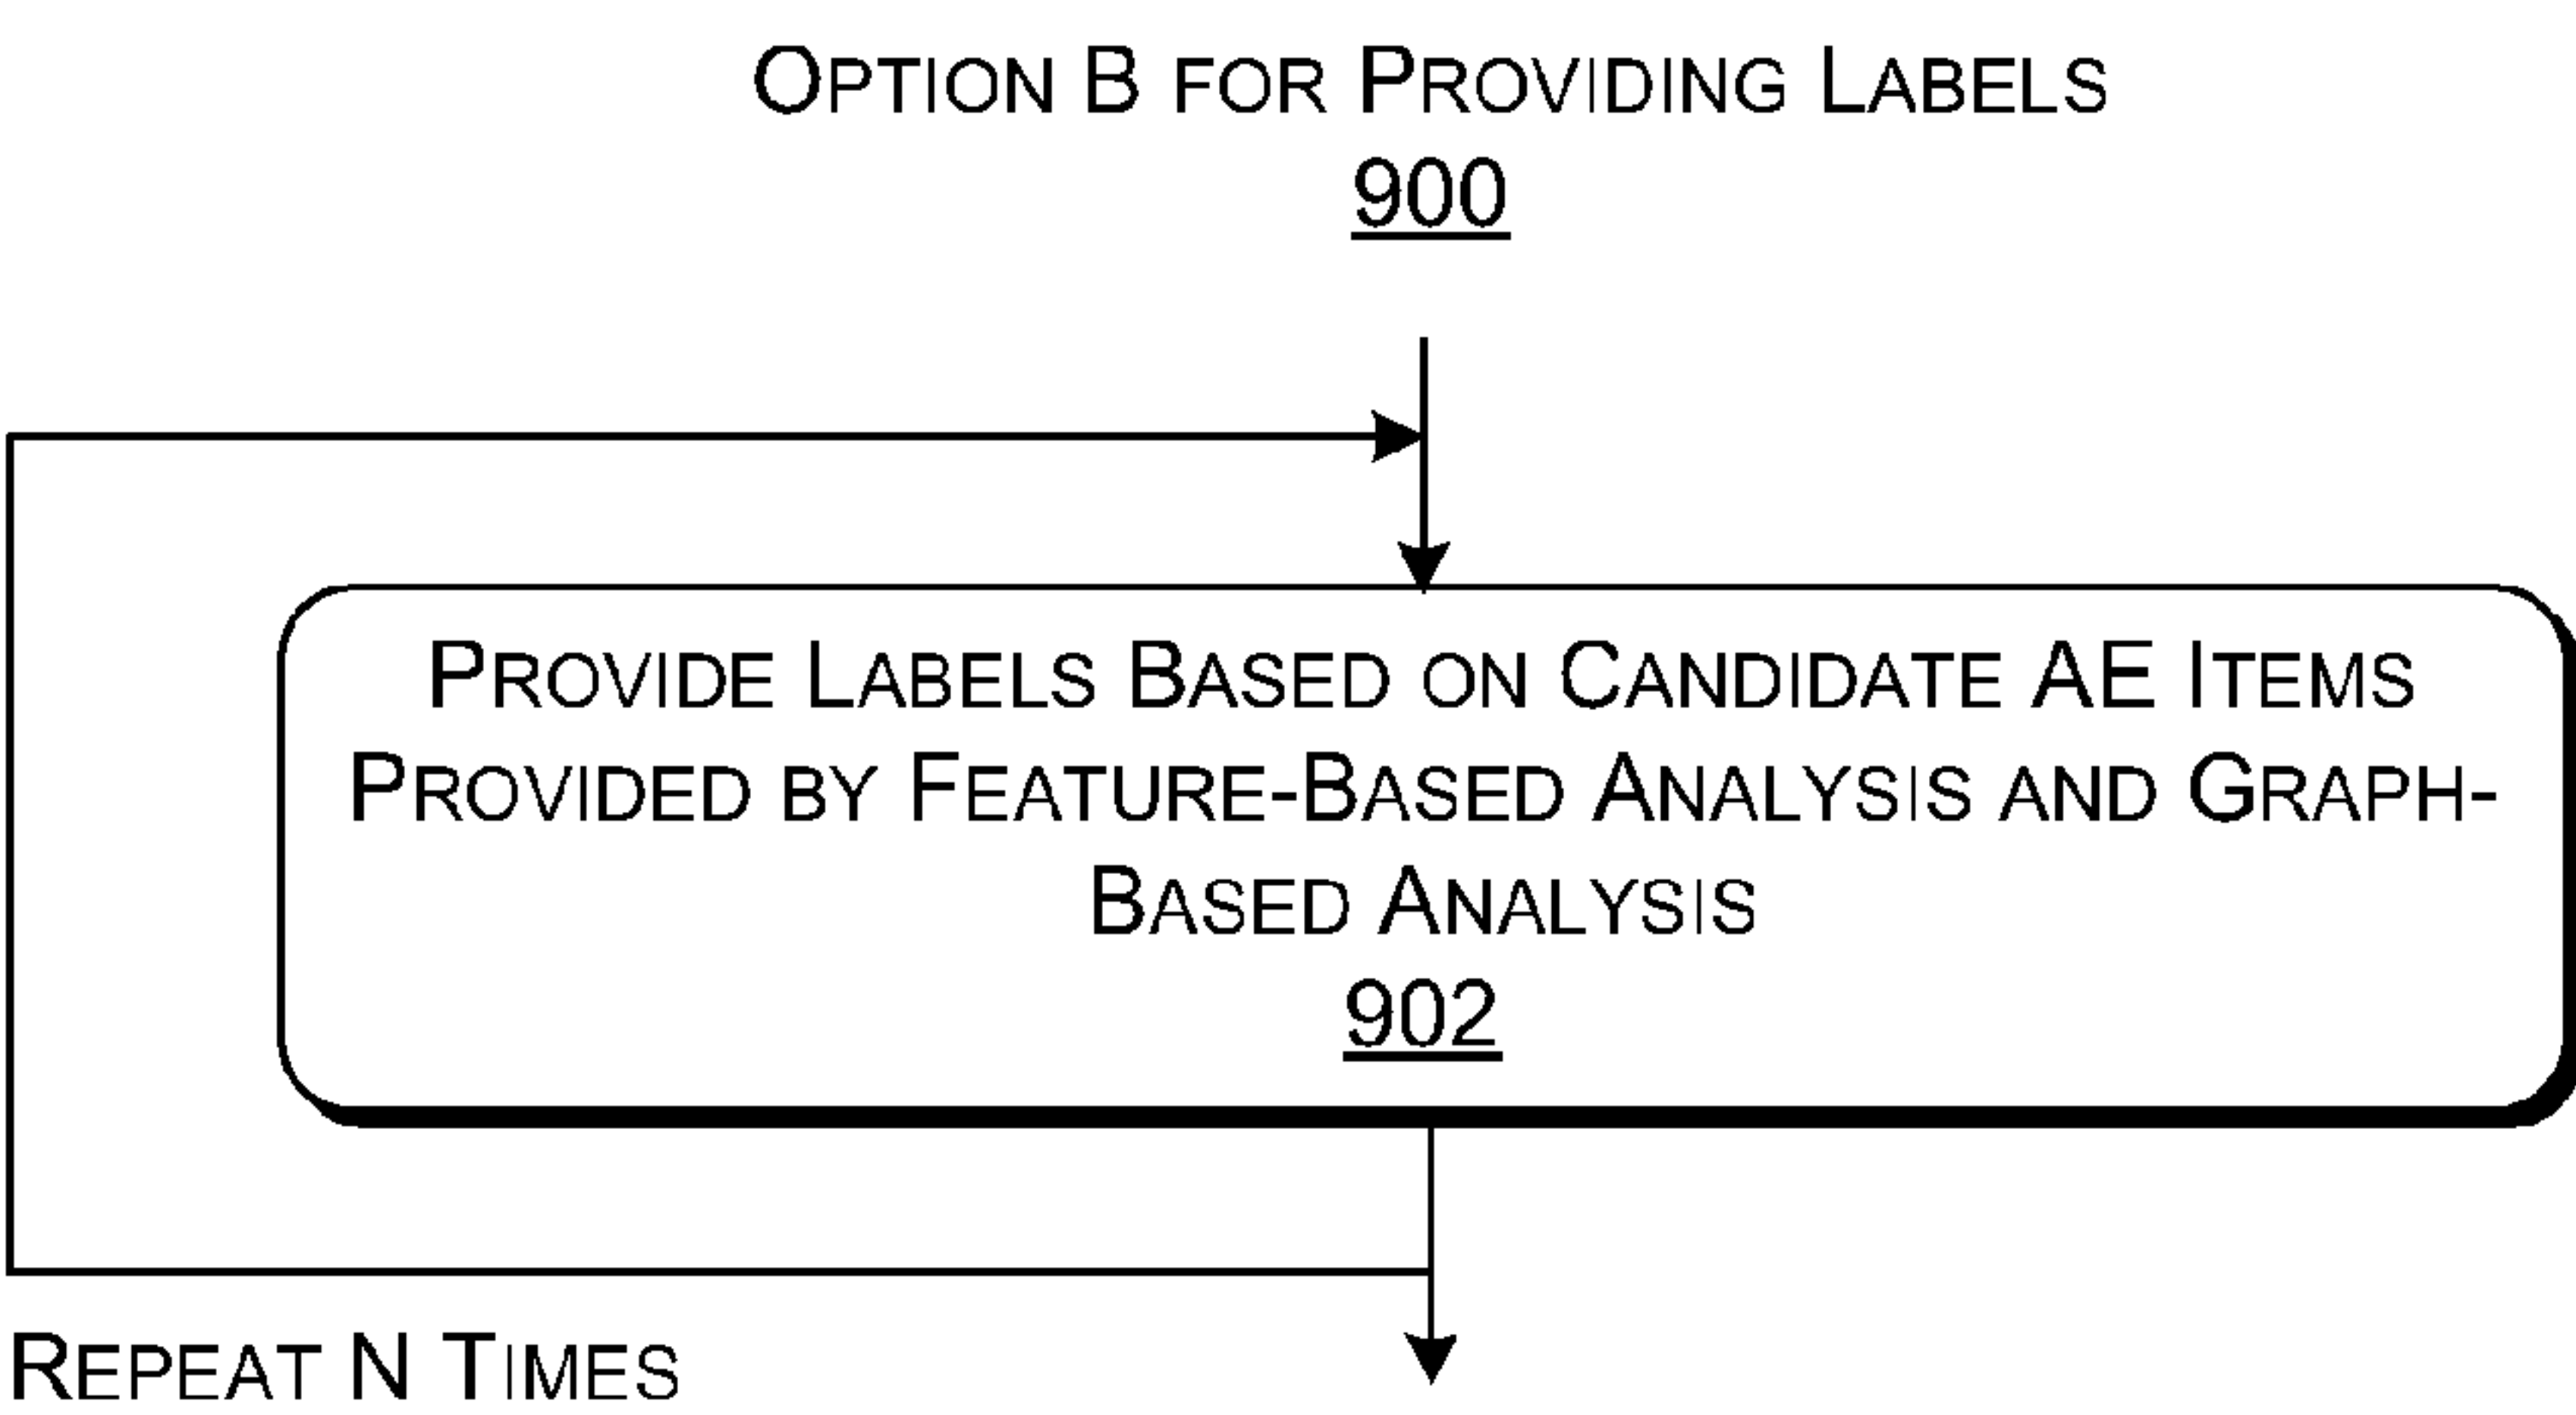 OPTION B FOR PROVIDING LABELS
900
PROVIDE LABELS BASED ON CANDIDATE AE ITEMS
PROVIDED BY FEATURE-BASED ANALYSIS AND GRAPH-
BASED ANALYSIS
902
REPEAT N TIMES